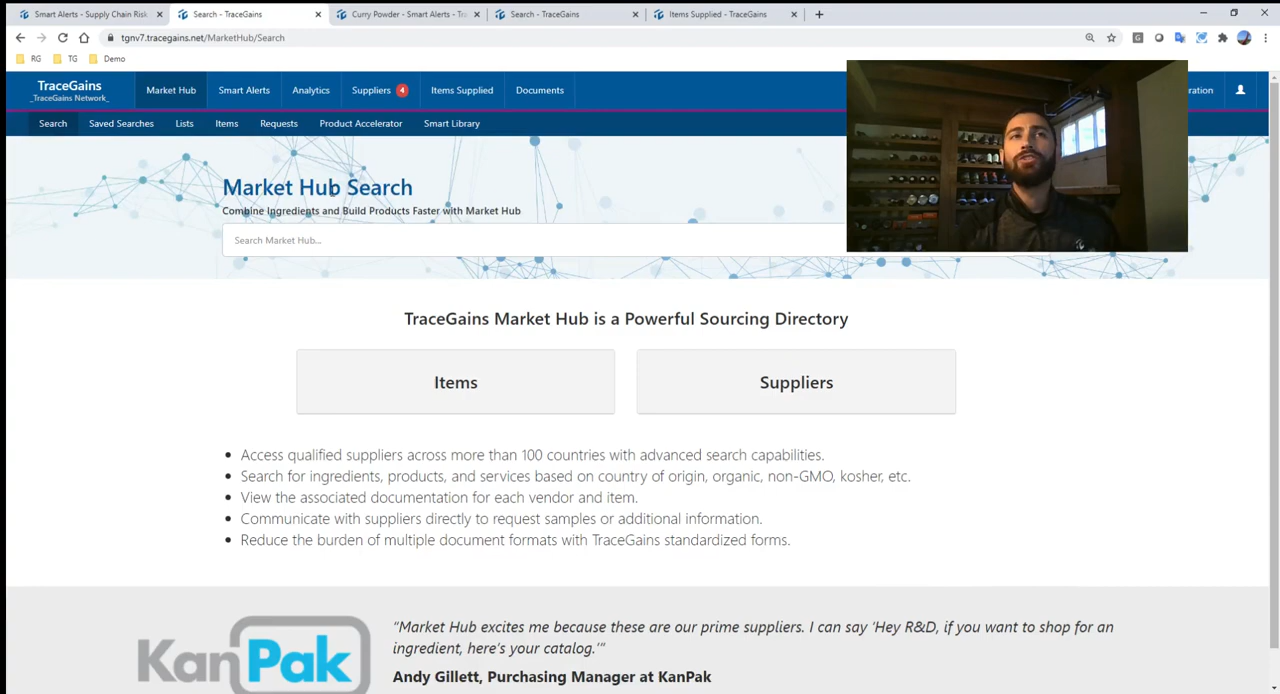 Smart Alerts - Supply Chain Risk
Search - TraceGains
Curry Powder - Smart Alerts - Tra
Search - TraceGains
Items Supplied - TraceGains
tgnv7.tracegains.net/MarketHub/Search
RG TG Demo
TraceGains
_TraceGains Network_
Market Hub Smart Alerts Analytics Suppliers 4 Items Supplied Documents ration
Search Saved Searches Lists Items Requests Product Accelerator Smart Library
Market Hub Search
Combine Ingredients and Build Products Faster with Market Hub
Search Market Hub...
TraceGains Market Hub is a Powerful Sourcing Directory
Items Suppliers
Access qualified suppliers across more than 100 countries with advanced search capabilities.
Search for ingredients, products, and services based on country of origin, organic, non-GMO, kosher, etc.
View the associated documentation for each vendor and item.
Communicate with suppliers directly to request samples or additional information.
Reduce the burden of multiple document formats with TraceGains standardized forms.
KanPak
“Market Hub excites me because these are our prime suppliers. I can say ‘Hey R&D, if you want to shop for an
ingredient, here's your catalog.’”
Andy Gillett, Purchasing Manager at KanPak